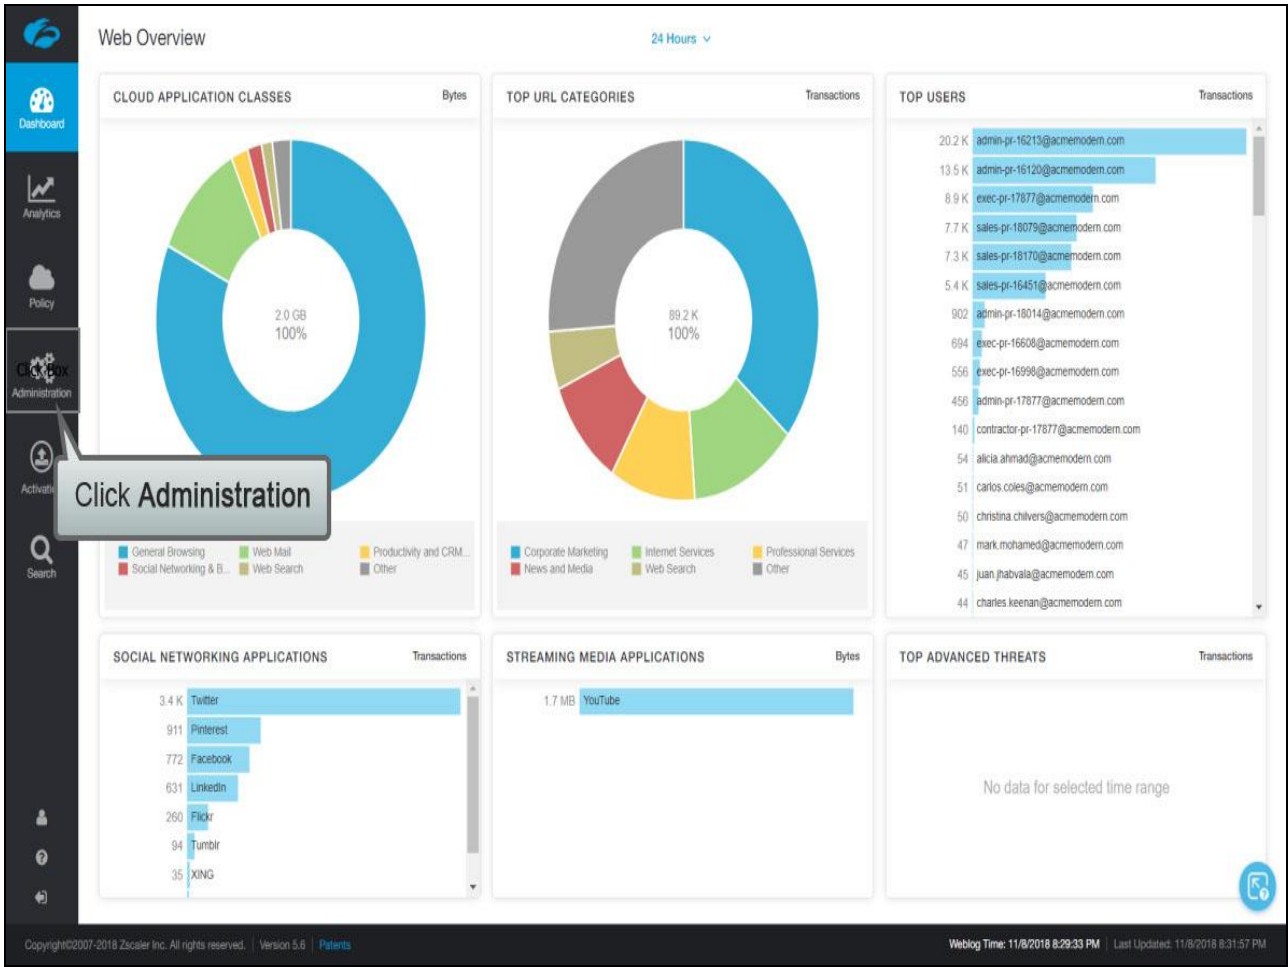 Web Overview
24 Hours
Dashboard
Analytics
Policy
Click Box
Administration
Click Administration
Search
CLOUD APPLICATION CLASSES Bytes
2.0 GB
100%
General Browsing Web Mail Productivity and CRM...
Social Networking & B... Web Search Other
TOP URL CATEGORIES Transactions
89.2 K
100%
Corporate Marketing Internet Services Professional Services
News and Media Web Search Other
TOP USERS Transactions
20.2 K admin-pr-16213@acmemodern.com
13.5 K admin-pr-16120@acmemodern.com
8.9 K exec-pr-17877@acmemodern.com
7.7 K sales-pr-18079@acmemodern.com
7.3 K sales-pr-18170@acmemodern.com
5.4 K sales-pr-16451@acmemodern.com
902 admin-pr-18014@acmemodern.com
694 exec-pr-16608@acmemodern.com
556 exec-pr-16998@acmemodern.com
456 admin-pr-17877@acmemodern.com
140 contractor-pr-17877@acmemodern.com
54 alicia.ahmad@acmemodern.com
51 carlos.coles@acmemodern.com
50 christina.chilvers@acmemodern.com
47 mark.mohamed@acmemodern.com
45 juan.jhabvala@acmemodern.com
44 charles.keenan@acmemodern.com
SOCIAL NETWORKING APPLICATIONS Transactions
3.4 K Twitter
911 Pinterest
772 Facebook
631 LinkedIn
260 Flickr
94 Tumblr
35 XING
STREAMING MEDIA APPLICATIONS Bytes
1.7 MB YouTube
TOP ADVANCED THREATS Transactions
No data for selected time range
Copyright©2007-2018 Zscaler Inc. All rights reserved. | Version 5.6 | Patents
Weblog Time: 11/8/2018 8:29:33 PM | Last Updated: 11/8/2018 8:31:57 PM